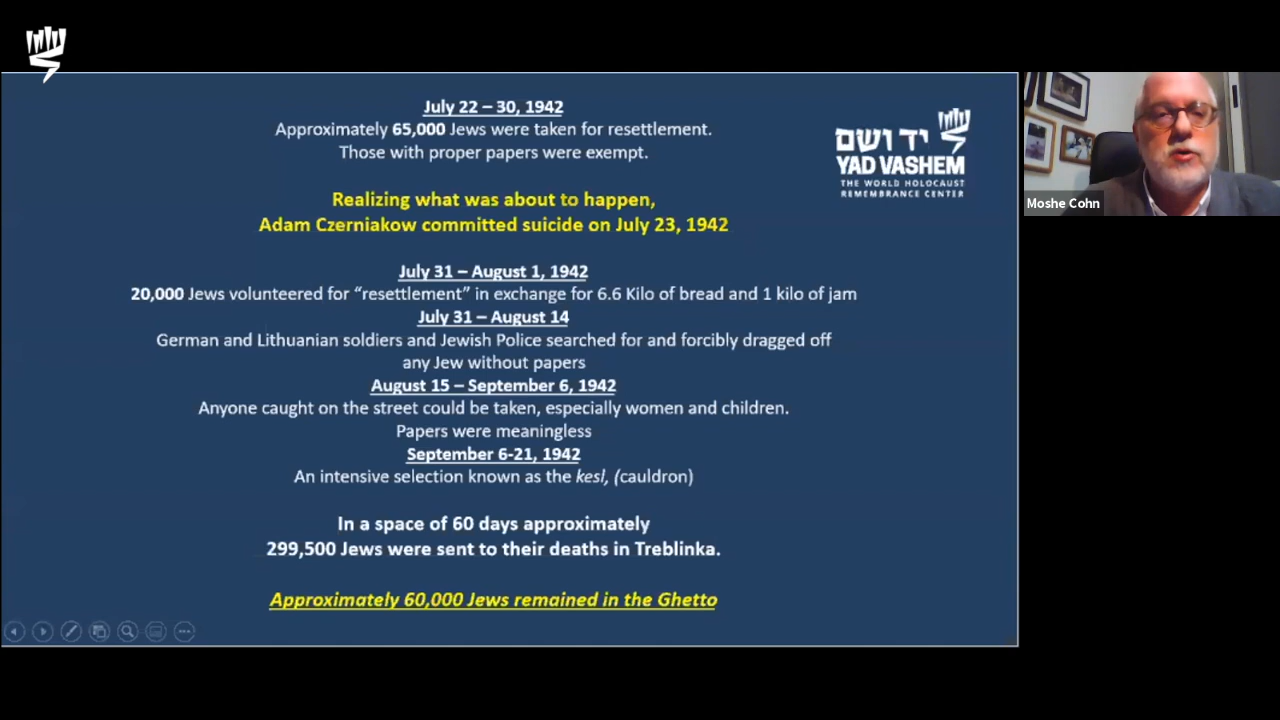 July 22 – 30, 1942
Approximately 65,000 Jews were taken for resettlement.
Those with proper papers were exempt.
Realizing what was about to happen,
Adam Czerniakow committed suicide on July 23, 1942
July 31 – August 1, 1942
20,000 Jews volunteered for “resettlement” in exchange for 6.6 Kilo of bread and 1 kilo of jam
July 31 – August 14
German and Lithuanian soldiers and Jewish Police searched for and forcibly dragged off
any Jew without papers
August 15 – September 6, 1942
Anyone caught on the street could be taken, especially women and children.
Papers were meaningless
September 6-21, 1942
An intensive selection known as the kesl, (cauldron)
In a space of 60 days approximately
299,500 Jews were sent to their deaths in Treblinka.
Approximately 60,000 Jews remained in the Ghetto
יד ושם
YAD VASHEM
THE WORLD HOLOCAUST
REMEMBRANCE CENTER
Moshe Cohn